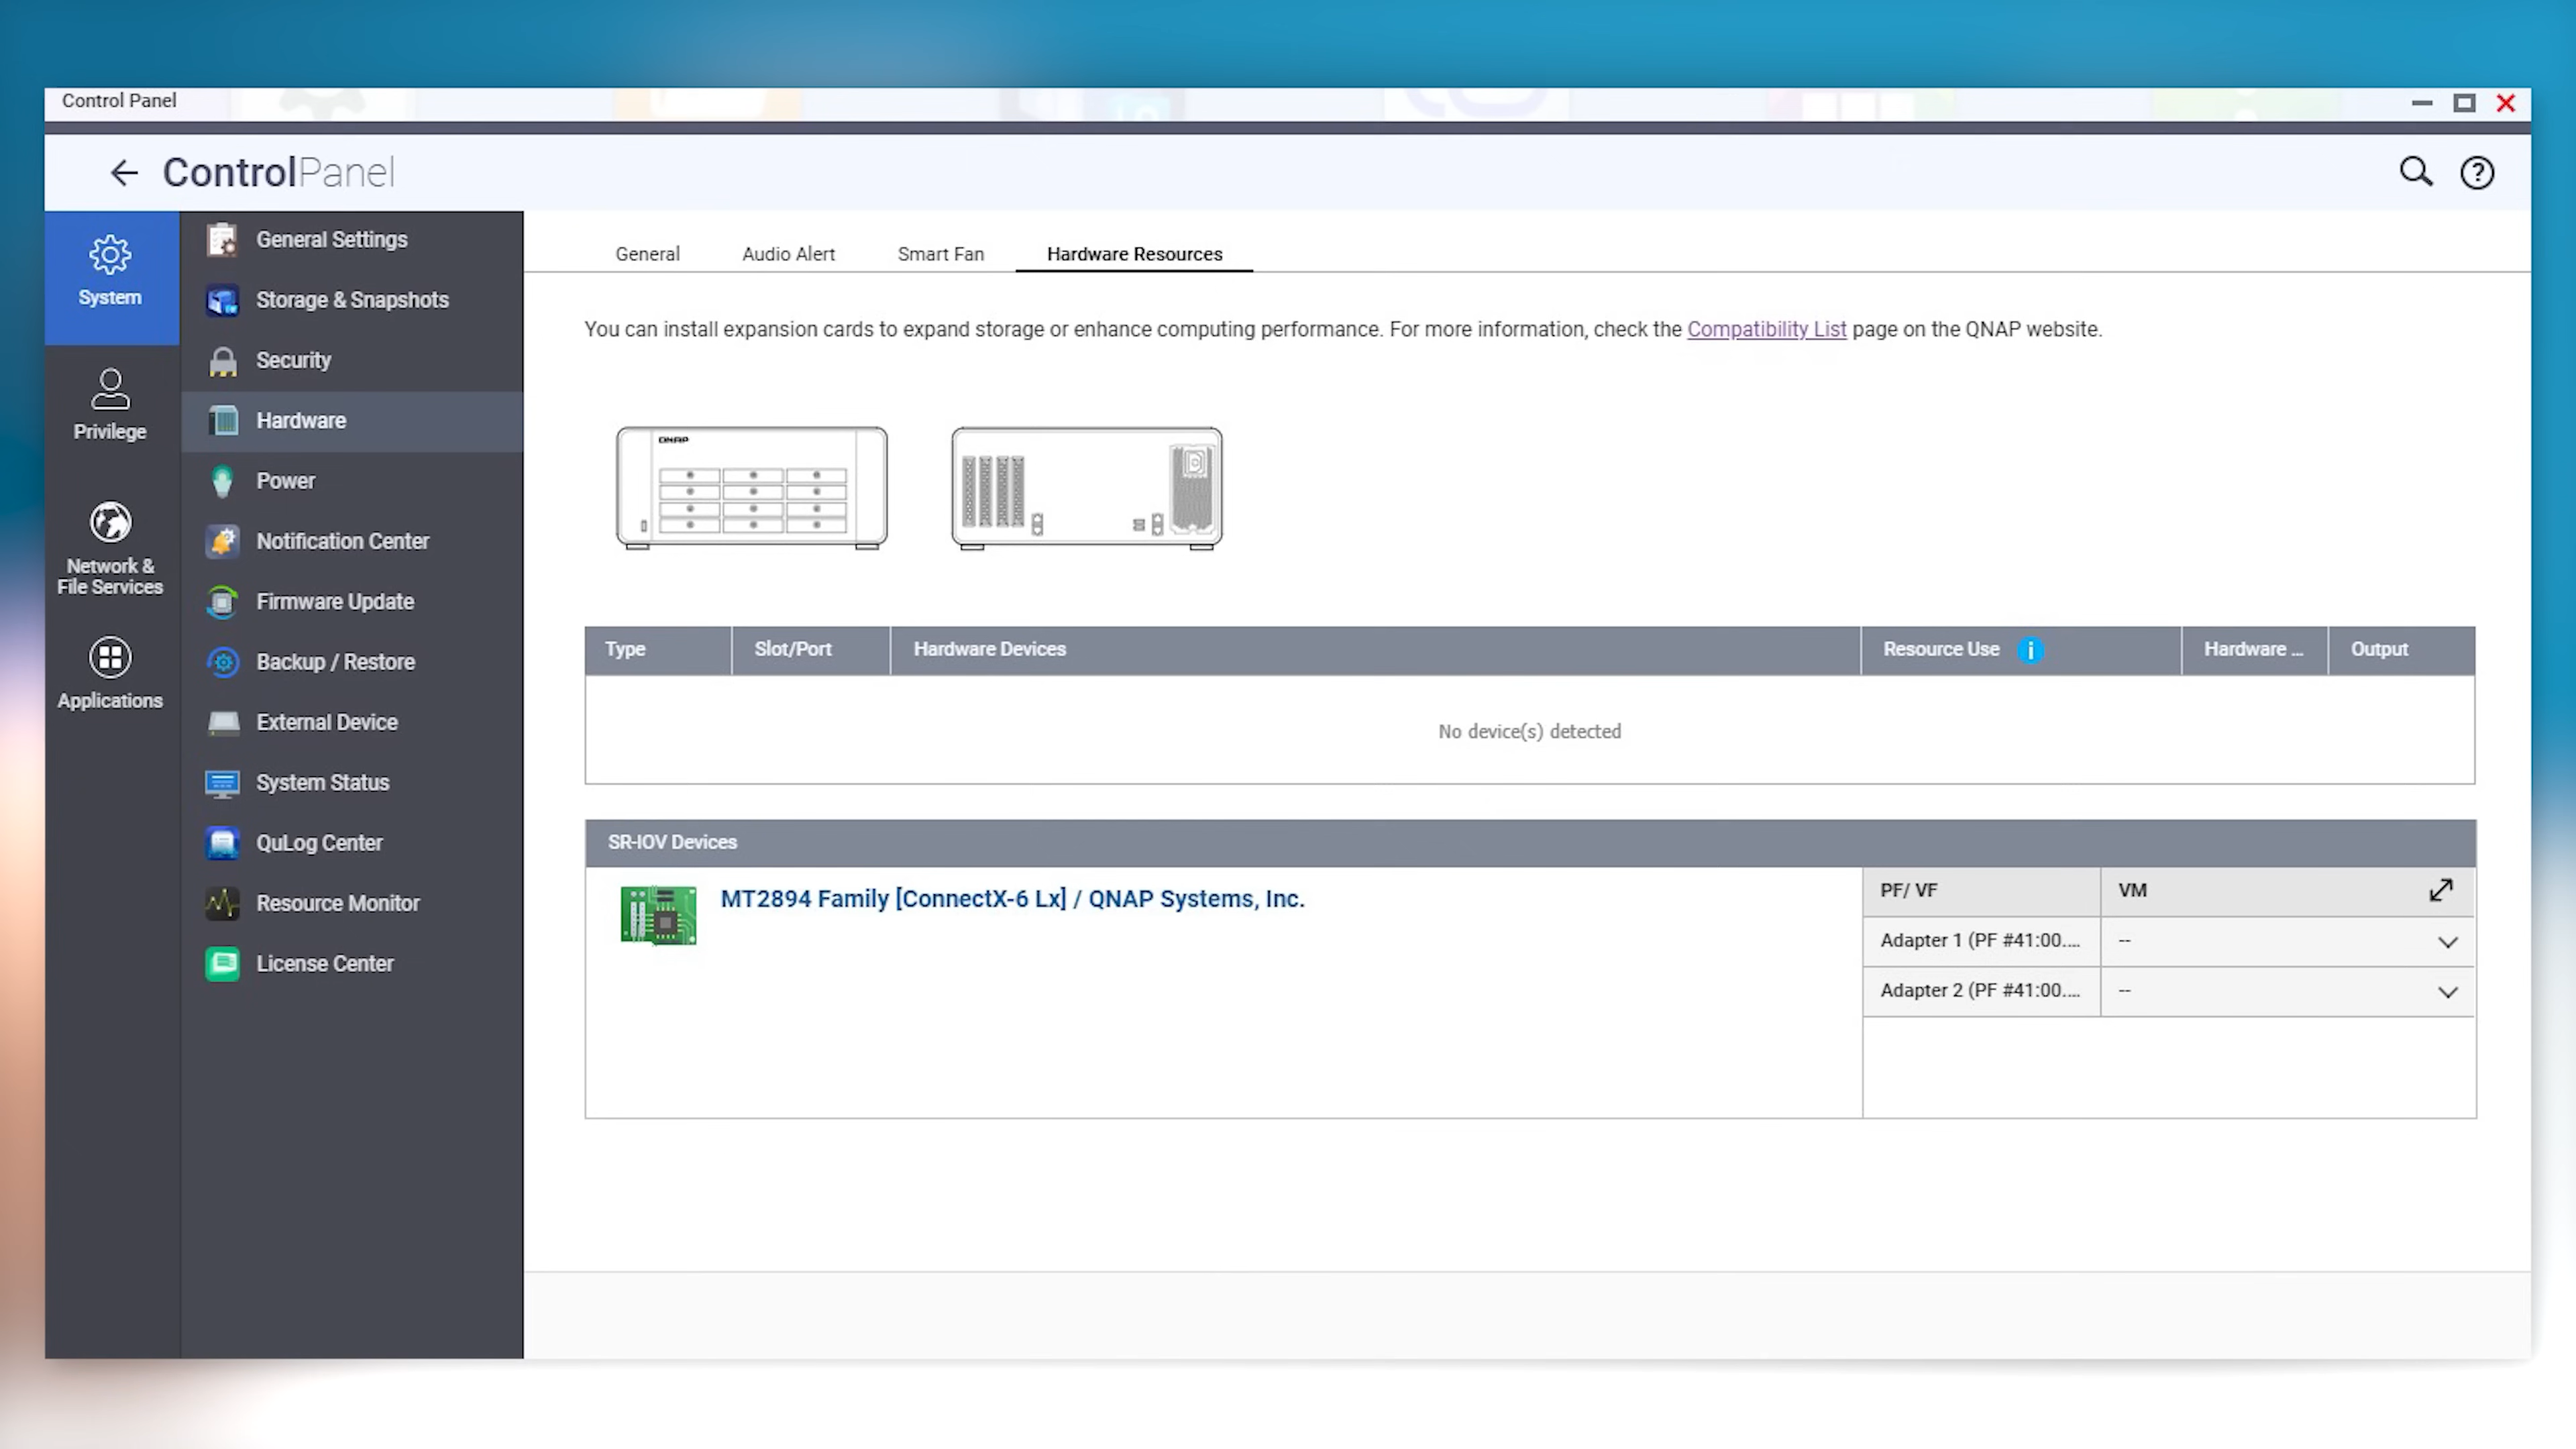 Control Panel
ControlPanel
System
Privilege
Network &
File Services
Applications
General Settings
Storage & Snapshots
Security
Hardware
Power
Notification Center
Firmware Update
Backup / Restore
External Device
System Status
QuLog Center
Resource Monitor
License Center
General Audio Alert Smart Fan Hardware Resources
You can install expansion cards to expand storage or enhance computing performance. For more information, check the Compatibility List page on the QNAP website.
QNAP
Type Slot/Port Hardware Devices Resource Use Hardware ... Output
No device(s) detected
SR-IOV Devices
MT2894 Family [ConnectX-6 Lx] / QNAP Systems, Inc.
PF/ VF VM
Adapter 1 (PF #41:00.... --
Adapter 2 (PF #41:00.... --